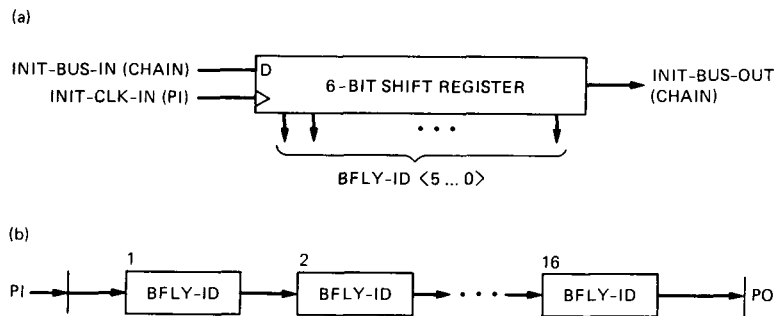 (a)
INIT-BUS-IN (CHAIN)
INIT-CLK-IN (PI)
D
6-BIT SHIFT REGISTER
INIT-BUS-OUT
(CHAIN)
BFLY-ID <5 ... 0>
(b)
PI
1
BFLY-ID
2
BFLY-ID
16
BFLY-ID
PO